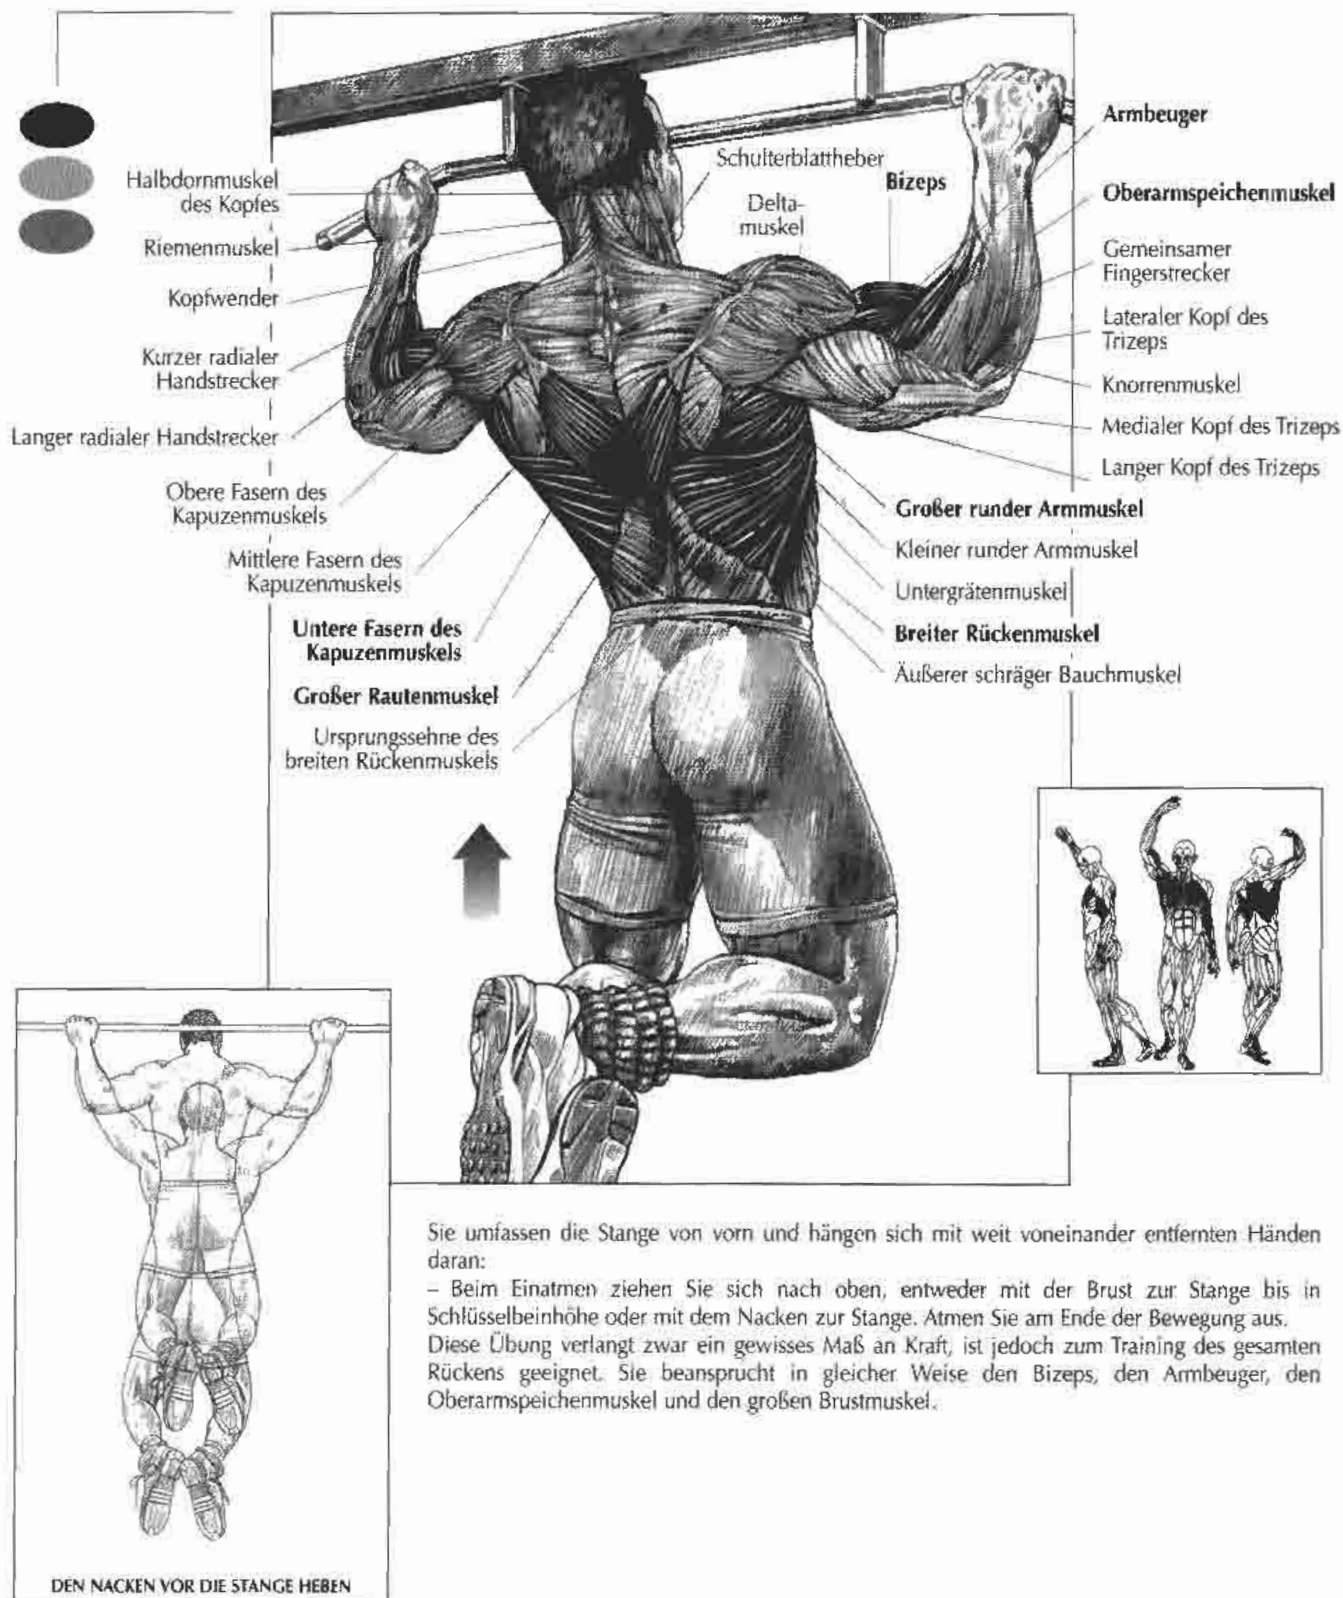 Halbdornmuskel
des Kopfes
Riemenmuskel
Kopfwender
Kurzer radialer
Handstrecker
Langer radialer Handstrecker
Obere Fasern des
Kapuzenmuskels
Mittlere Fasern des
Kapuzenmuskels
Untere Fasern des
Kapuzenmuskels
Großer Rautenmuskel
Ursprungssehne des
breiten Rückenmuskels
Schulterblattheber
Delta-
muskel
Bizeps
Armbeuger
Oberarmspeichenmuskel
Gemeinsamer
Fingerstrecker
Lateraler Kopf des
Trizeps
Knorrenmuskel
Medialer Kopf des Trizeps
Langer Kopf des Trizeps
Großer runder Armmuskel
Kleiner runder Armmuskel
Untergrätenmuskel
Breiter Rückenmuskel
Äußerer schräger Bauchmuskel
Sie umfassen die Stange von vorn und hängen sich mit weit voneinander entfernten Händen
daran:
– Beim Einatmen ziehen Sie sich nach oben, entweder mit der Brust zur Stange bis in
Schlüsselbeinhöhe oder mit dem Nacken zur Stange. Atmen Sie am Ende der Bewegung aus.
Diese Übung verlangt zwar ein gewisses Maß an Kraft, ist jedoch zum Training des gesamten
Rückens geeignet. Sie beansprucht in gleicher Weise den Bizeps, den Armbeuger, den
Oberarmspeichenmuskel und den großen Brustmuskel.
DEN NACKEN VOR DIE STANGE HEBEN